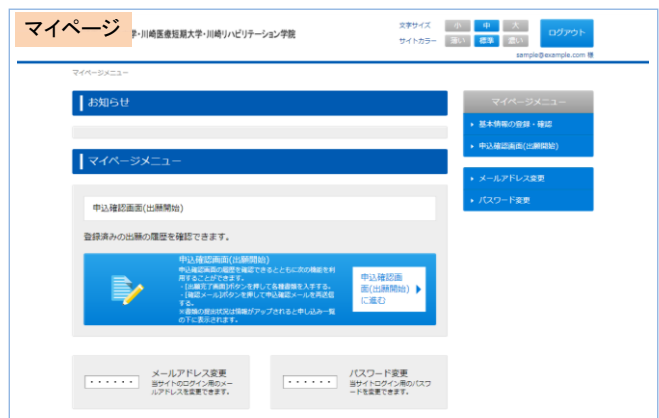 マイページ
学・川崎医療短期大学・川崎リハビリテーション学院
文字サイズ 小 中 大
サイトカラー 薄い 標準 濃い
ログアウト
sample@example.com 様
マイページメニュー
お知らせ
マイページメニュー
申込確認画面(出願開始)
登録済みの出願の履歴を確認できます。
申込確認画面(出願開始)
申込確認画面の履歴を確認できるとともに次の機能を利
用することができます。
・[出願完了画面]ボタンを押して各種書類を入手する。
・[確認メール]ボタンを押して申込確認メールを再送信
する。
※書類の提出状況は情報がアップされると申し込み一覧
の下に表示されます。
申込確認画
面(出願開始)
に進む
メールアドレス変更
当サイトのログイン用のメー
ルアドレスを変更できます。
パスワード変更
当サイトログイン用のパスワ
ードを変更できます。
マイページメニュー
基本情報の登録・確認
申込確認画面(出願開始)
メールアドレス変更
パスワード変更